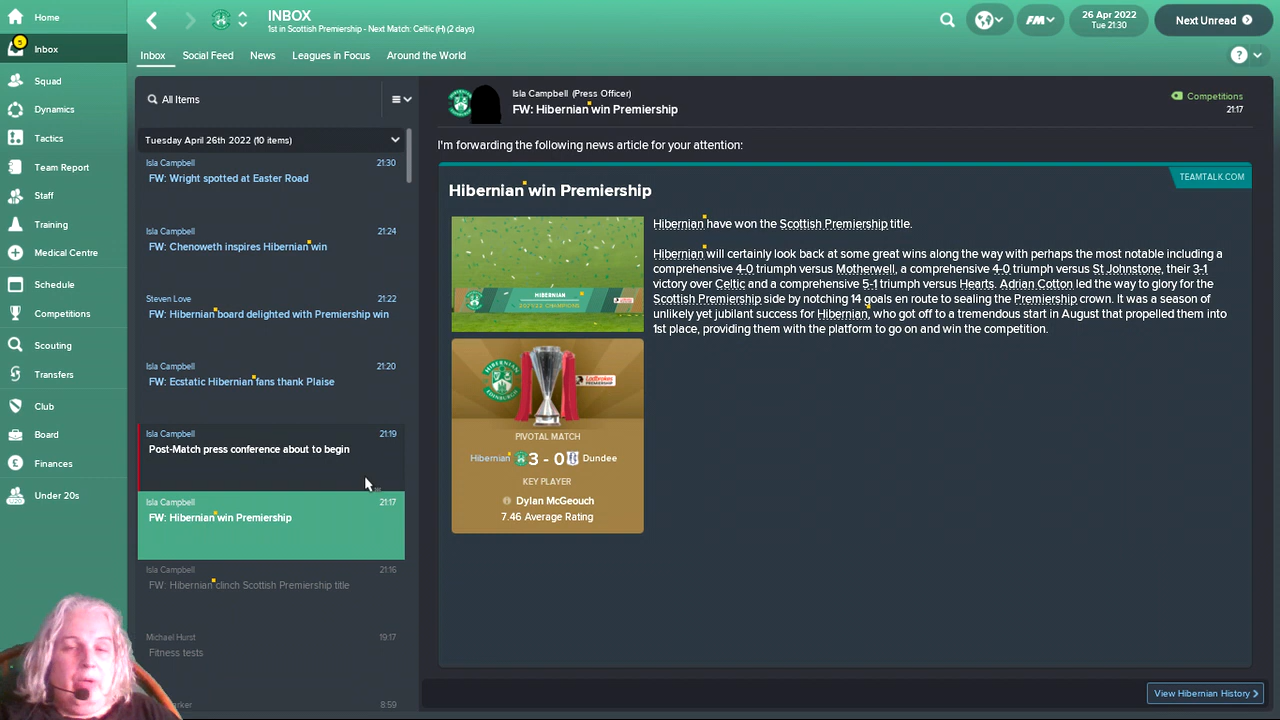 Home
Inbox
5
Squad
Dynamics
Tactics
Team Report
Staff
Training
Medical Centre
Schedule
Competitions
Scouting
Transfers
Club
Board
Finances
Under 20s
INBOX
1st in Scottish Premiership - Next Match: Celtic (H) (2 days)
FM
26 Apr 2022
Tue 21:30
Next Unread
Inbox
Social Feed
News
Leagues in Focus
Around the World
?
All Items
Tuesday April 26th 2022 (10 items)
Isla Campbell 21:30
FW: Wright spotted at Easter Road
Isla Campbell 21:24
FW: Chenoweth inspires Hibernian win
Steven Love 21:22
FW: Hibernian board delighted with Premiership win
Isla Campbell 21:20
FW: Ecstatic Hibernian fans thank Plaise
Isla Campbell 21:19
Post-Match press conference about to begin
Isla Campbell 21:17
FW: Hibernian win Premiership
Isla Campbell 21:16
FW: Hibernian clinch Scottish Premiership title
Michael Hurst 19:17
Fitness tests
8:59
Isla Campbell (Press Officer)
FW: Hibernian win Premiership
Competitions
21:17
I'm forwarding the following news article for your attention:
TEAMTALK.COM
Hibernian win Premiership
HIBERNIAN
2021/22 CHAMPIONS
Hibernian have won the Scottish Premiership title.
Hibernian will certainly look back at some great wins along the way with perhaps the most notable including a
comprehensive 4-0 triumph versus Motherwell, a comprehensive 4-0 triumph versus St Johnstone, their 3-1
victory over Celtic and a comprehensive 5-1 triumph versus Hearts. Adrian Cotton led the way to glory for the
Scottish Premiership side by notching 14 goals en route to sealing the Premiership crown. It was a season of
unlikely yet jubilant success for Hibernian, who got off to a tremendous start in August that propelled them into
1st place, providing them with the platform to go on and win the competition.
HIBERNIAN
EDINBURGH
Ladbrokes
PREMIERSHIP
PIVOTAL MATCH
Hibernian 3 - 0 Dundee
KEY PLAYER
Dylan McGeouch
7.46 Average Rating
View Hibernian History